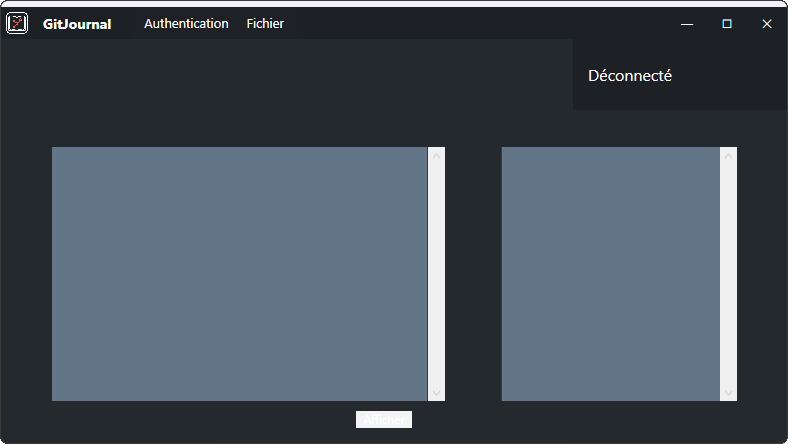 GitJournal
Authentication
Fichier
Déconnecté